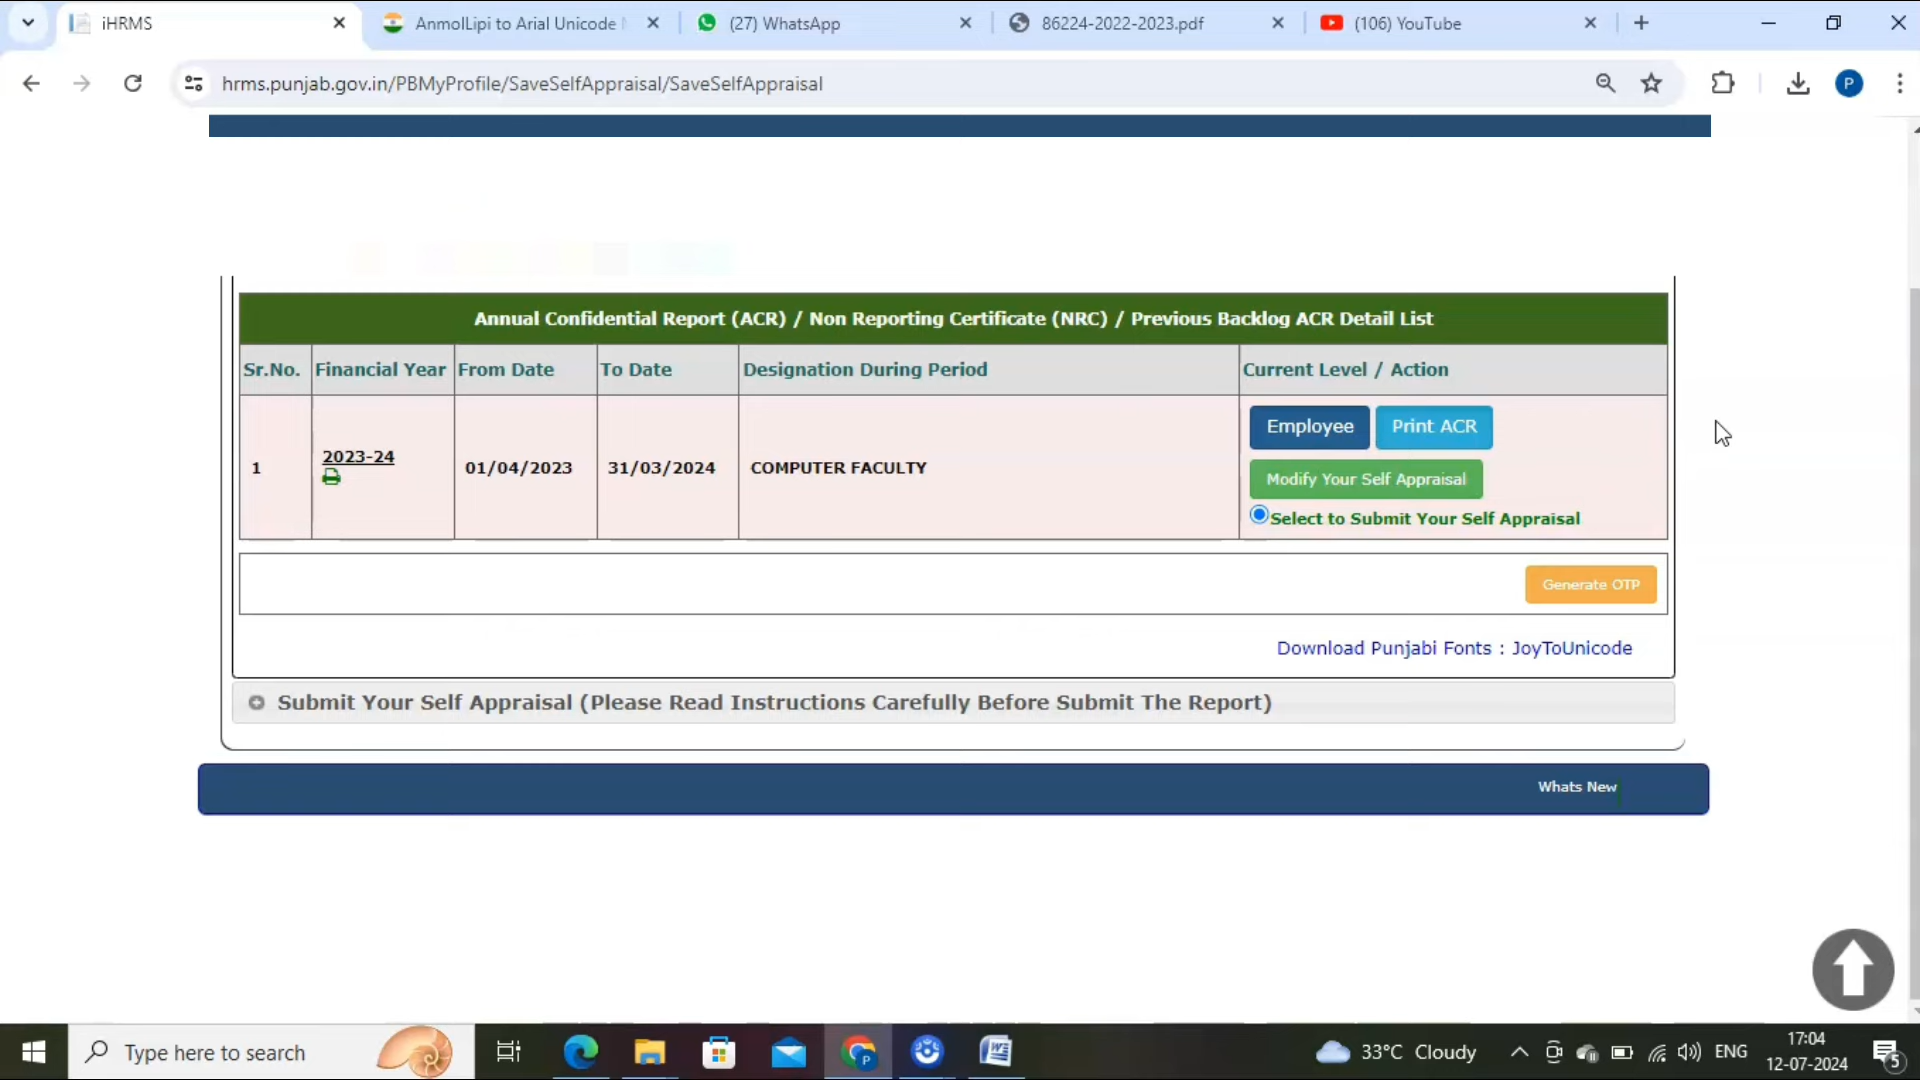 iHRMS
AnmolLipi to Arial Unicode
(27) WhatsApp
86224-2022-2023.pdf
(106) YouTube
hrms.punjab.gov.in/PBMyProfile/SaveSelfAppraisal/SaveSelfAppraisal
P
Annual Confidential Report (ACR) / Non Reporting Certificate (NRC) / Previous Backlog ACR Detail List
Sr.No. Financial Year From Date To Date Designation During Period Current Level / Action
1 2023-24 01/04/2023 31/03/2024 COMPUTER FACULTY
Employee Print ACR
Modify Your Self Appraisal
Select to Submit Your Self Appraisal
Generate OTP
Download Punjabi Fonts : JoyToUnicode
Submit Your Self Appraisal (Please Read Instructions Carefully Before Submit The Report)
Whats New
Type here to search
33°C Cloudy
ENG
17:04
12-07-2024
5